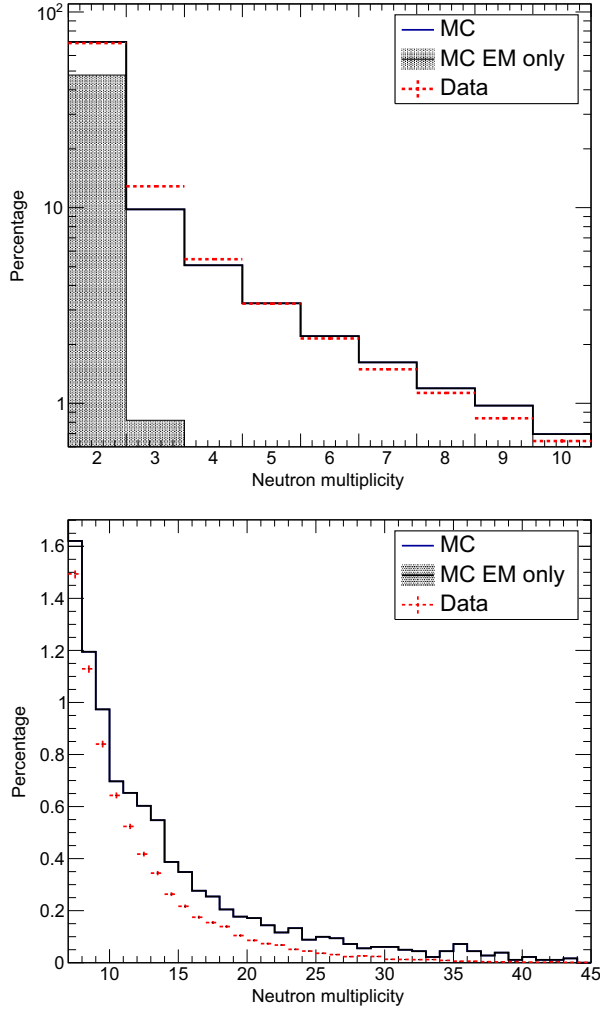 10²
MC
MC EM only
Data
10
1
Percentage
2 3 4 5 6 7 8 9 10
Neutron multiplicity
1.6
MC
MC EM only
Data
1.4
1.2
1
0.8
0.6
0.4
0.2
0
Percentage
10 15 20 25 30 35 40 45
Neutron multiplicity